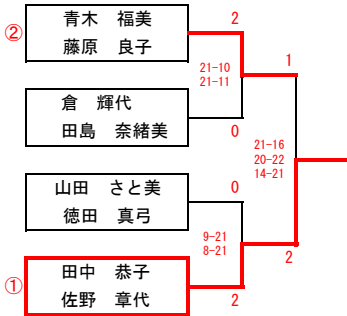 ② 青木 福美 2
藤原 良子
21-10 1
21-11
倉 輝代
田島 奈緒美 0
21-16
20-22
14-21
山田 さと美 0
徳田 真弓
9-21
8-21 2
① 田中 恭子
佐野 章代 2